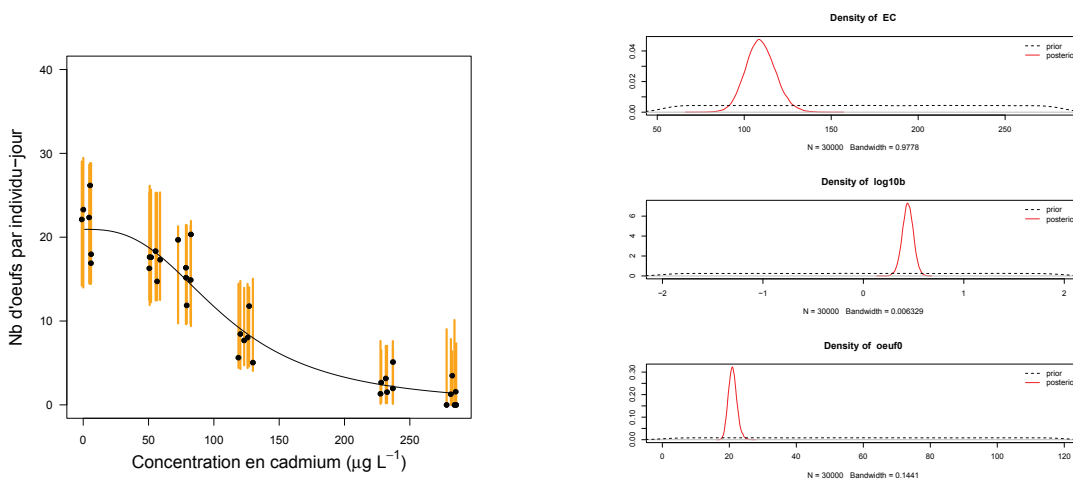 Nb d'oeufs par individu−jour
40
30
20
10
0
0 50 100 150 200 250
Concentration en cadmium (μg L−1)
Density of EC
0.04
0.02
0.00
prior
posterio
50 100 150 200 250
N = 30000 Bandwidth = 0.9778
Density of log10b
6
4
2
0
prior
posterio
−2 −1 0 1 2
N = 30000 Bandwidth = 0.006329
Density of oeuf0
0.30
0.20
0.10
0.00
prior
posterio
0 20 40 60 80 100 120
N = 30000 Bandwidth = 0.1441